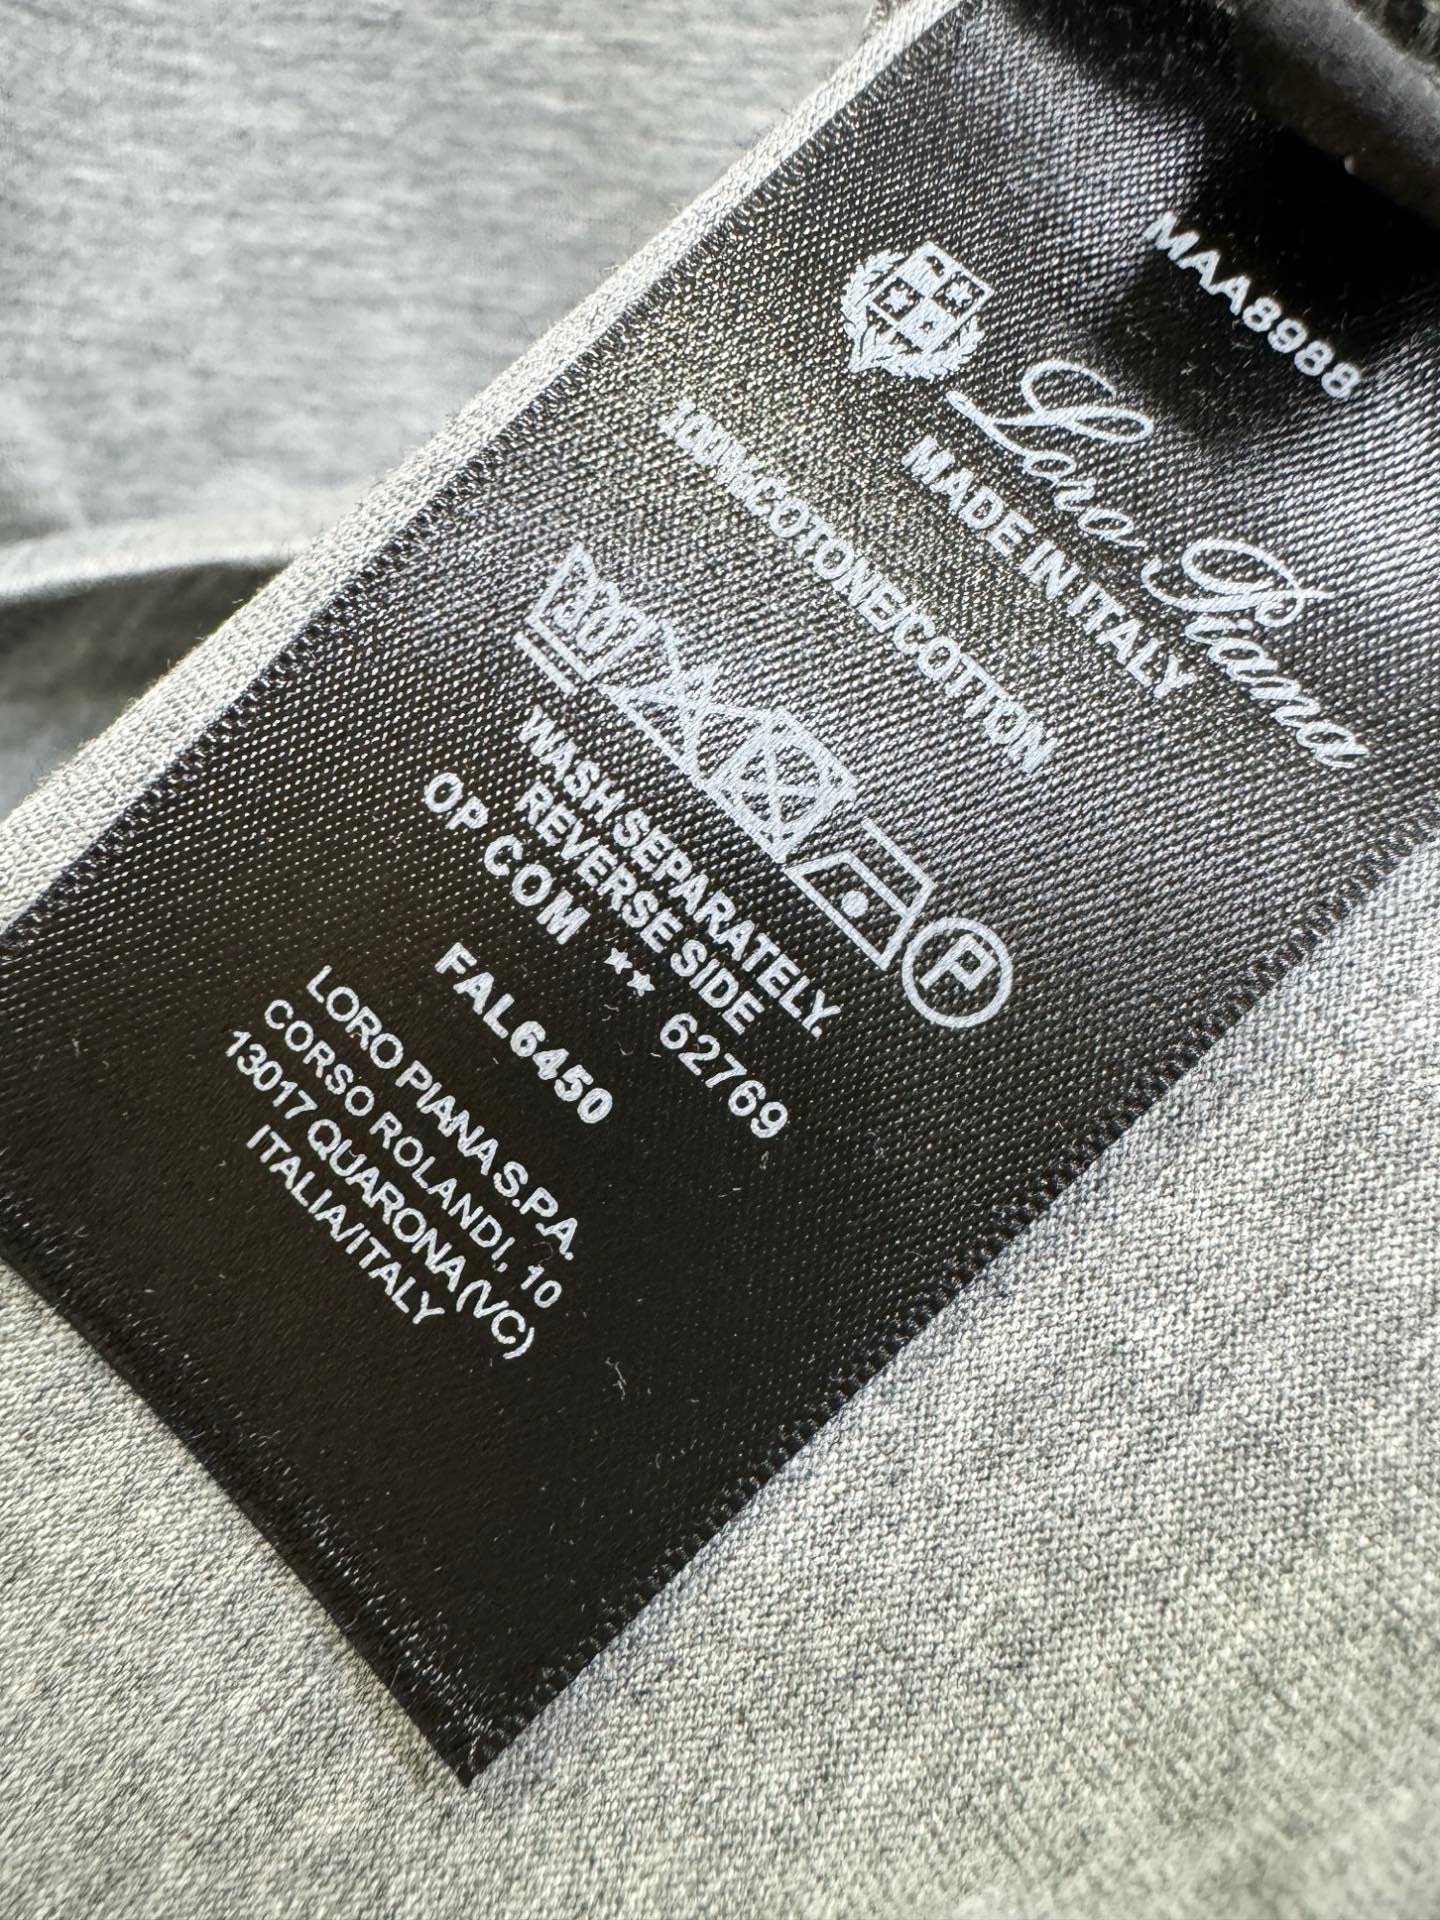 MAA8988
Loro Piana
MADE IN ITALY
100%COTONE/COTTON
30
P
WASH SEPARATELY.
REVERSE SIDE
OP COM ** 62769
FAL6450
LORO PIANA S.P.A.
CORSO ROLANDI, 10
13017 QUARONA (VC)
ITALIA/ITALY